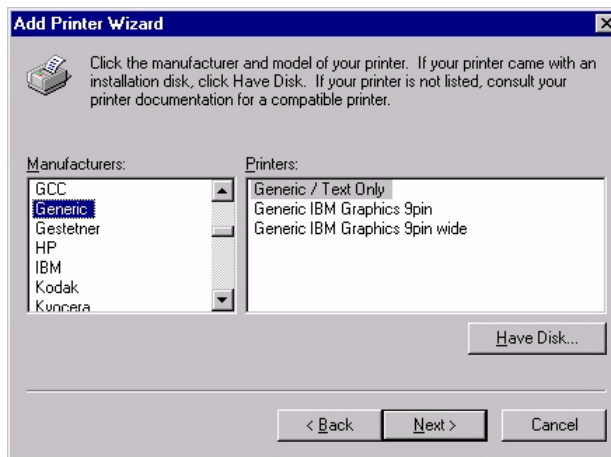 Add Printer Wizard
Click the manufacturer and model of your printer. If your printer came with an
installation disk, click Have Disk. If your printer is not listed, consult your
printer documentation for a compatible printer.
Manufacturers:
GCC
Generic
Gestetner
HP
IBM
Kodak
Kyocera
Printers:
Generic / Text Only
Generic IBM Graphics 9pin
Generic IBM Graphics 9pin wide
Have Disk...
< Back
Next >
Cancel